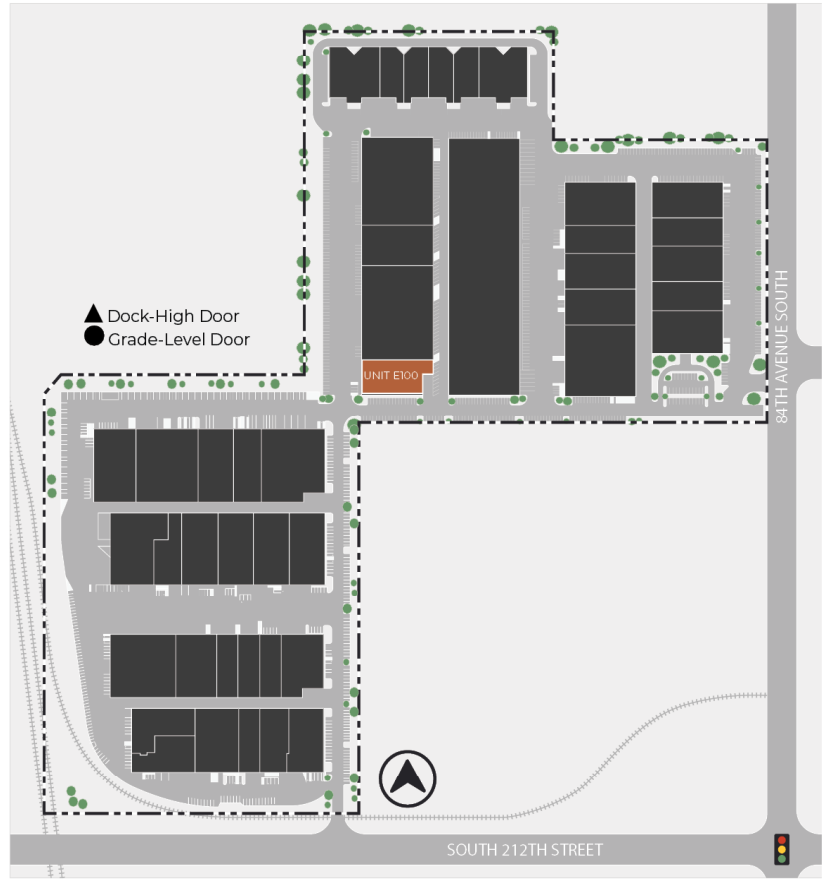 Dock-High Door
Grade-Level Door
UNIT E100
84TH AVENUE SOUTH
SOUTH 212TH STREET